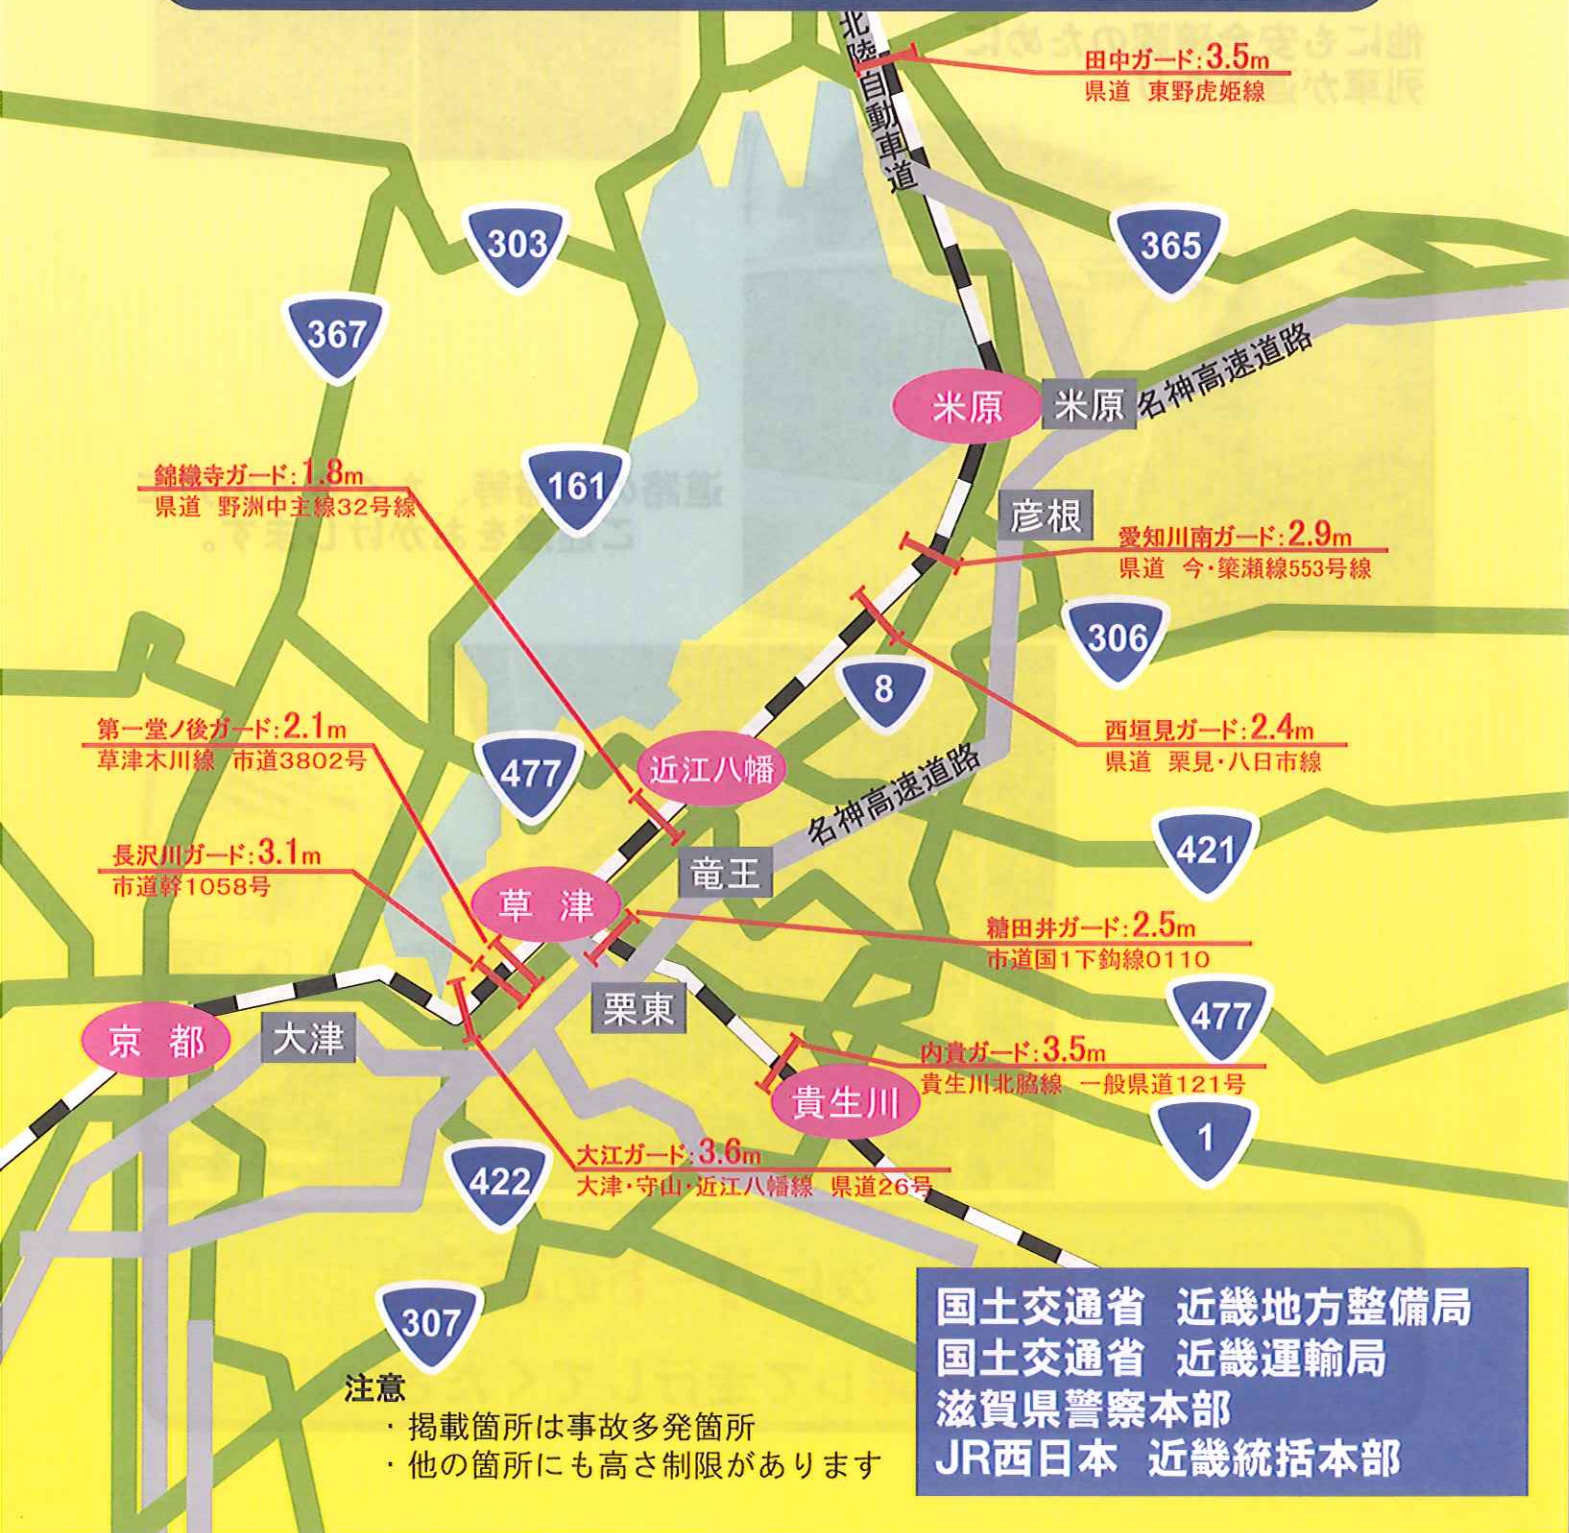 北陸自動車道
田中ガード:3.5m
県道 東野虎姫線
303
365
367
名神高速道路
米原
米原
錦織寺ガード:1.8m
県道 野洲中主線32号線
161
彦根
愛知川南ガード:2.9m
県道 今・簗瀬線553号線
306
8
第一堂ノ後ガード:2.1m
草津木川線 市道3802号
西垣見ガード:2.4m
県道 栗見・八日市線
477
近江八幡
名神高速道路
421
長沢川ガード:3.1m
市道幹1058号
竜王
草 津
糖田井ガード:2.5m
市道国1下鈎線0110
栗東
477
京 都
大津
内貴ガード:3.5m
貴生川北脇線 一般県道121号
貴生川
1
大江ガード:3.6m
大津・守山・近江八幡線 県道26号
422
307
注意
・掲載箇所は事故多発箇所
・他の箇所にも高さ制限があります
国土交通省 近畿地方整備局
国土交通省 近畿運輸局
滋賀県警察本部
JR西日本 近畿統括本部